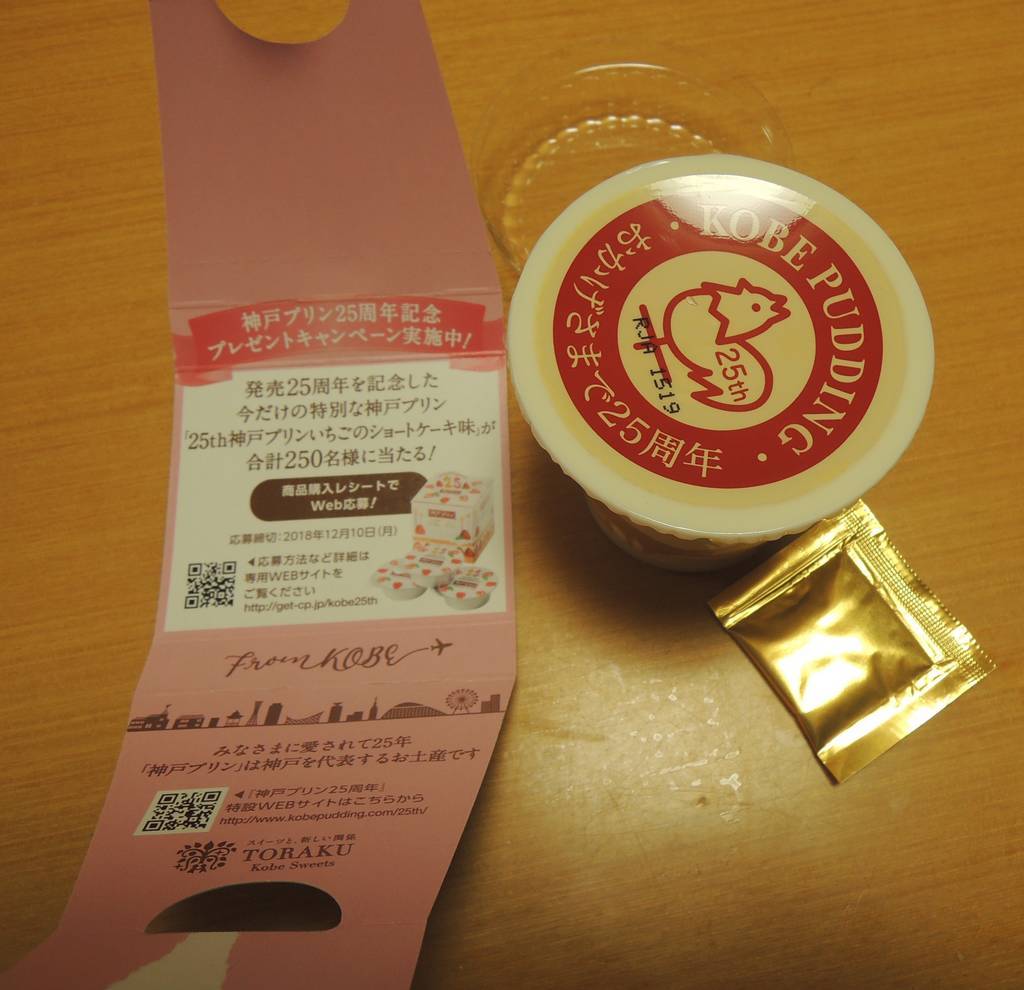 神戸プリン25周年記念
プレゼントキャンペーン実施中!
発売25周年を記念した
今だけの特別な神戸プリン
「25th神戸プリンいちごのショートケーキ味」が
合計250名様に当たる!
商品購入レシートで
Web応募!
応募締切:2018年12月10日(月)
◀応募方法など詳細は
専用WEBサイトを
ご覧ください
http://get-cp.jp/kobe25th
from KOBE
みなさまに愛されて25年
「神戸プリン」は神戸を代表するお土産です
◀『神戸プリン25周年』
特設WEBサイトはこちらから
http://www.kobepudding.com/25th/
スイーツと、新しい関係
TORAKU
Kobe Sweets
・KOBE PUDDING・
おかげさまで25周年
25th
RJA 1519